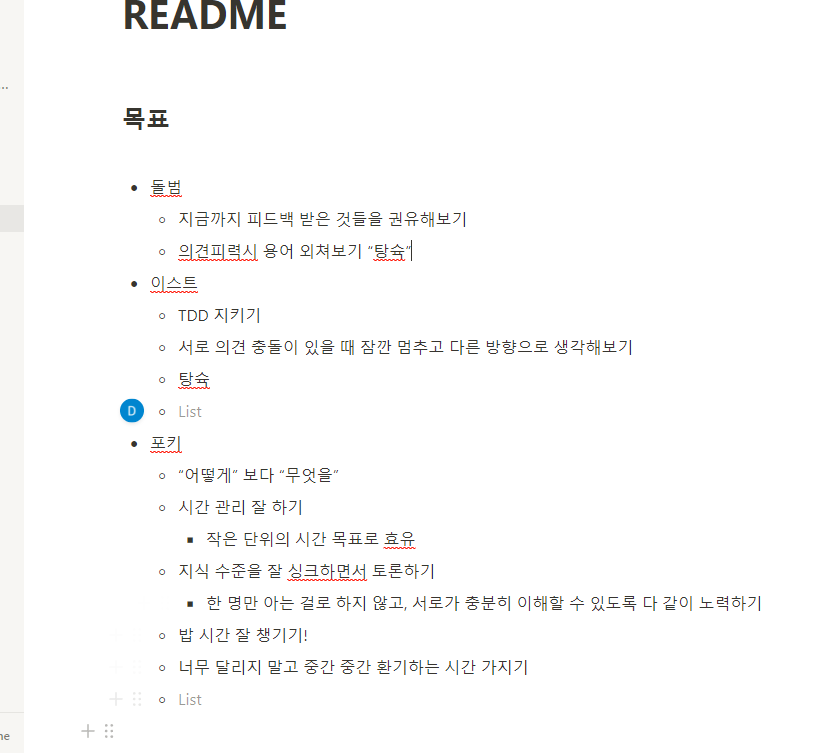 README
..
목표
돌범
지금까지 피드백 받은 것들을 권유해보기
의견피력시 용어 외쳐보기 “탕슉”
이스트
TDD 지키기
서로 의견 충돌이 있을 때 잠깐 멈추고 다른 방향으로 생각해보기
탕슉
D
List
포키
“어떻게” 보다 “무엇을”
시간 관리 잘 하기
작은 단위의 시간 목표로 효유
지식 수준을 잘 싱크하면서 토론하기
한 명만 아는 걸로 하지 않고, 서로가 충분히 이해할 수 있도록 다 같이 노력하기
밥 시간 잘 챙기기!
너무 달리지 말고 중간 중간 환기하는 시간 가지기
List
ne